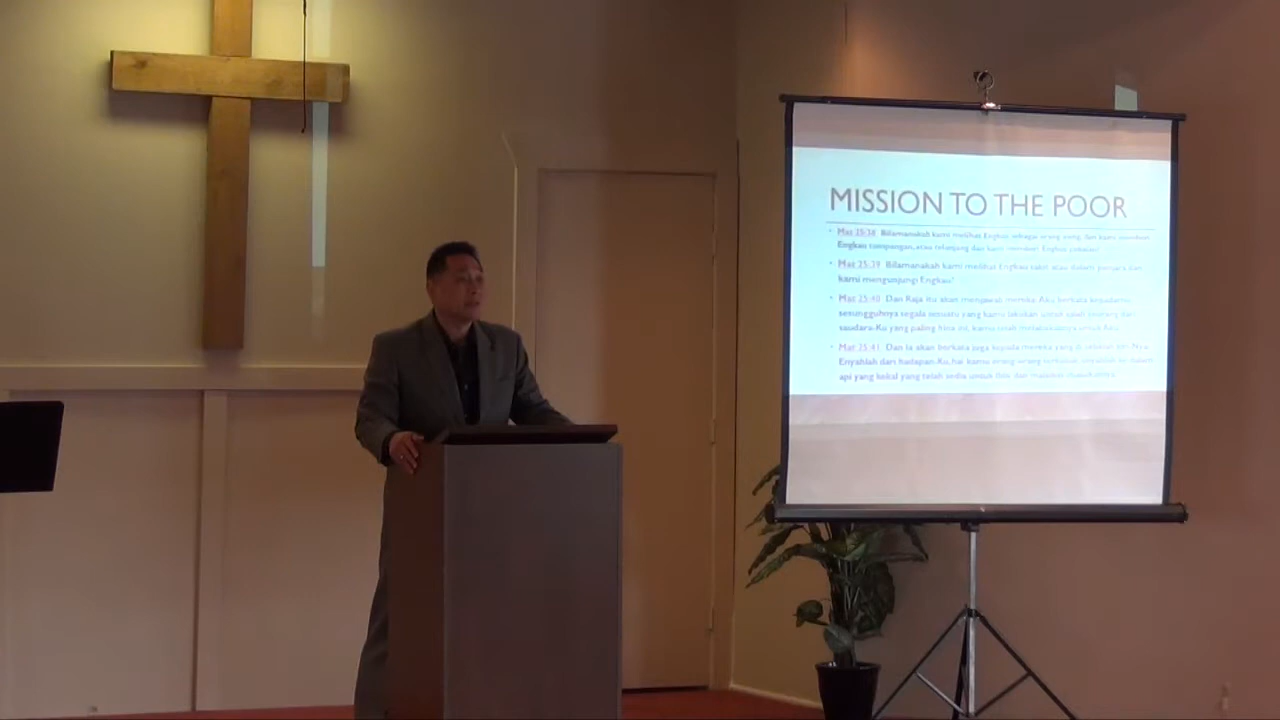 MISSION TO THE POOR
• Mat 25:38 Bilamanakah kami melihat Engkau sebagai orang asing, dan kami memberi
Engkau tumpangan, atau telanjang dan kami memberi Engkau pakaian?
• Mat 25:39 Bilamanakah kami melihat Engkau sakit atau dalam penjara dan
kami mengunjungi Engkau?
• Mat 25:40 Dan Raja itu akan menjawab mereka: Aku berkata kepadamu,
sesungguhnya segala sesuatu yang kamu lakukan untuk salah seorang dari
saudara-Ku yang paling hina ini, kamu telah melakukannya untuk Aku.
• Mat 25:41 Dan Ia akan berkata juga kepada mereka yang di sebelah kiri-Nya:
Enyahlah dari hadapan-Ku, hai kamu orang-orang terkutuk, enyahlah ke dalam
api yang kekal yang telah sedia untuk Iblis dan malaikat-malaikatnya.